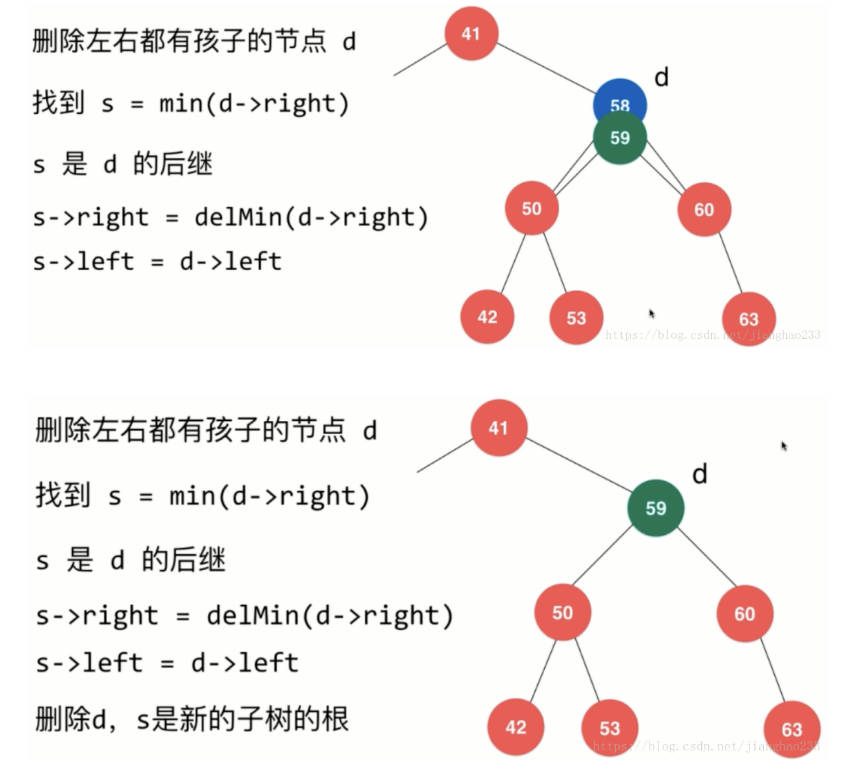 删除左右都有孩子的节点 d
找到 s = min(d->right)
s 是 d 的后继
s->right = delMin(d->right)
s->left = d->left
41
d
58
59
50
60
42
53
63
https://blog.csdn.net/jianghao233
删除左右都有孩子的节点 d
找到 s = min(d->right)
s 是 d 的后继
s->right = delMin(d->right)
s->left = d->left
删除d, s是新的子树的根
41
d
59
50
60
42
53
63
https://blog.csdn.net/jianghao233